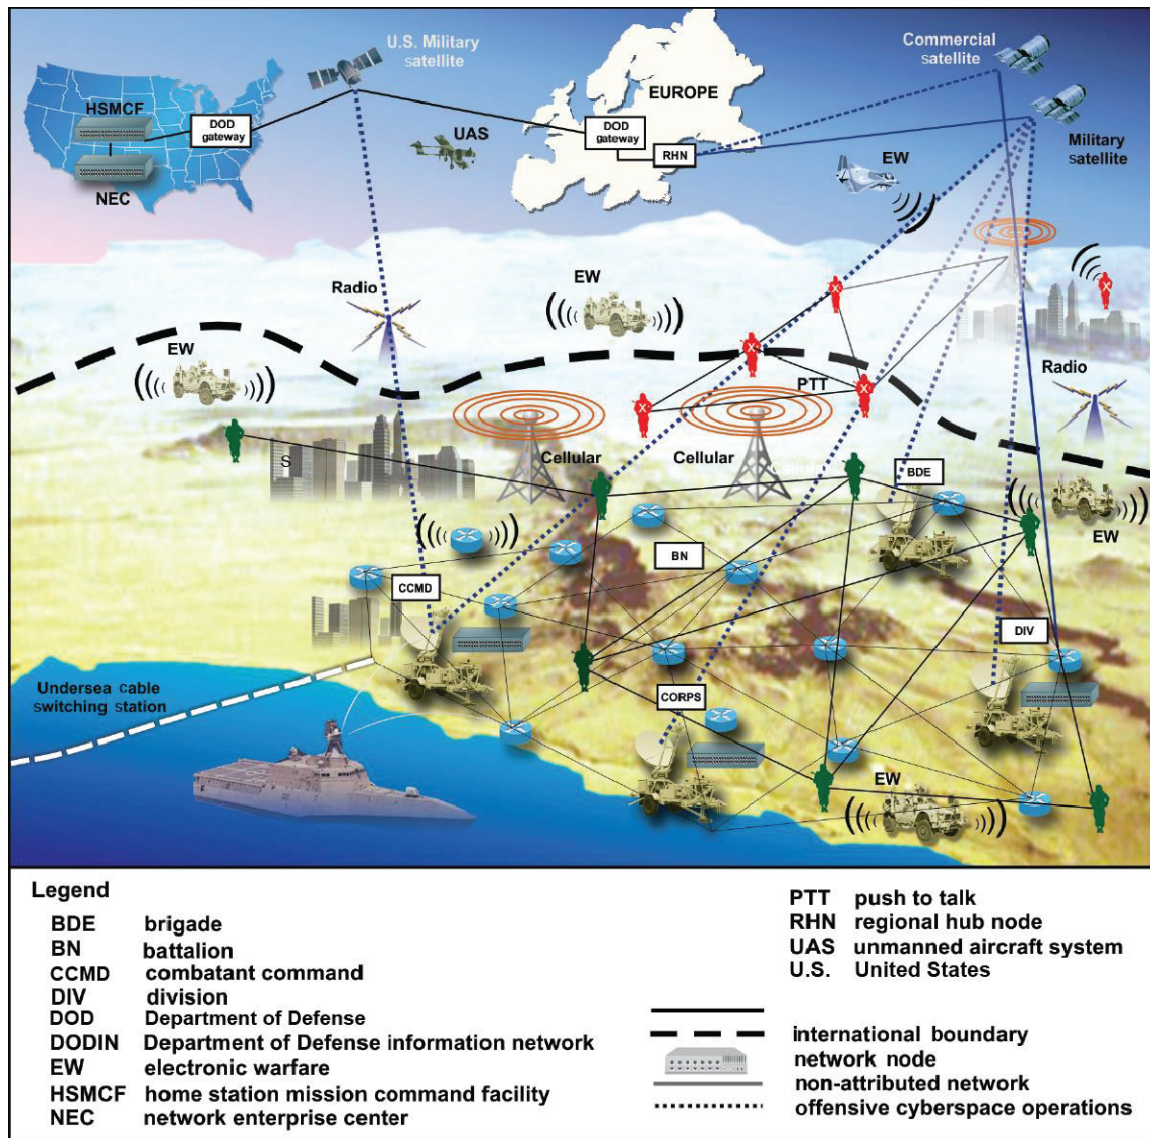 U.S. Military
satellite
Commercial
satellite
HSMCF
DOD
gateway
NEC
UAS
EUROPE
DOD
gateway
RHN
EW
Military
satellite
Radio
EW
EW
PTT
Radio
S
Cellular
Cellular
Cellular
BDE
EW
BN
CCMD
DIV
CORPS
Undersea cable
switching station
EW
Legend
BDE brigade
BN battalion
CCMD combatant command
DIV division
DOD Department of Defense
DODIN Department of Defense information network
EW electronic warfare
HSMCF home station mission command facility
NEC network enterprise center
PTT push to talk
RHN regional hub node
UAS unmanned aircraft system
U.S. United States
international boundary
network node
non-attributed network
offensive cyberspace operations